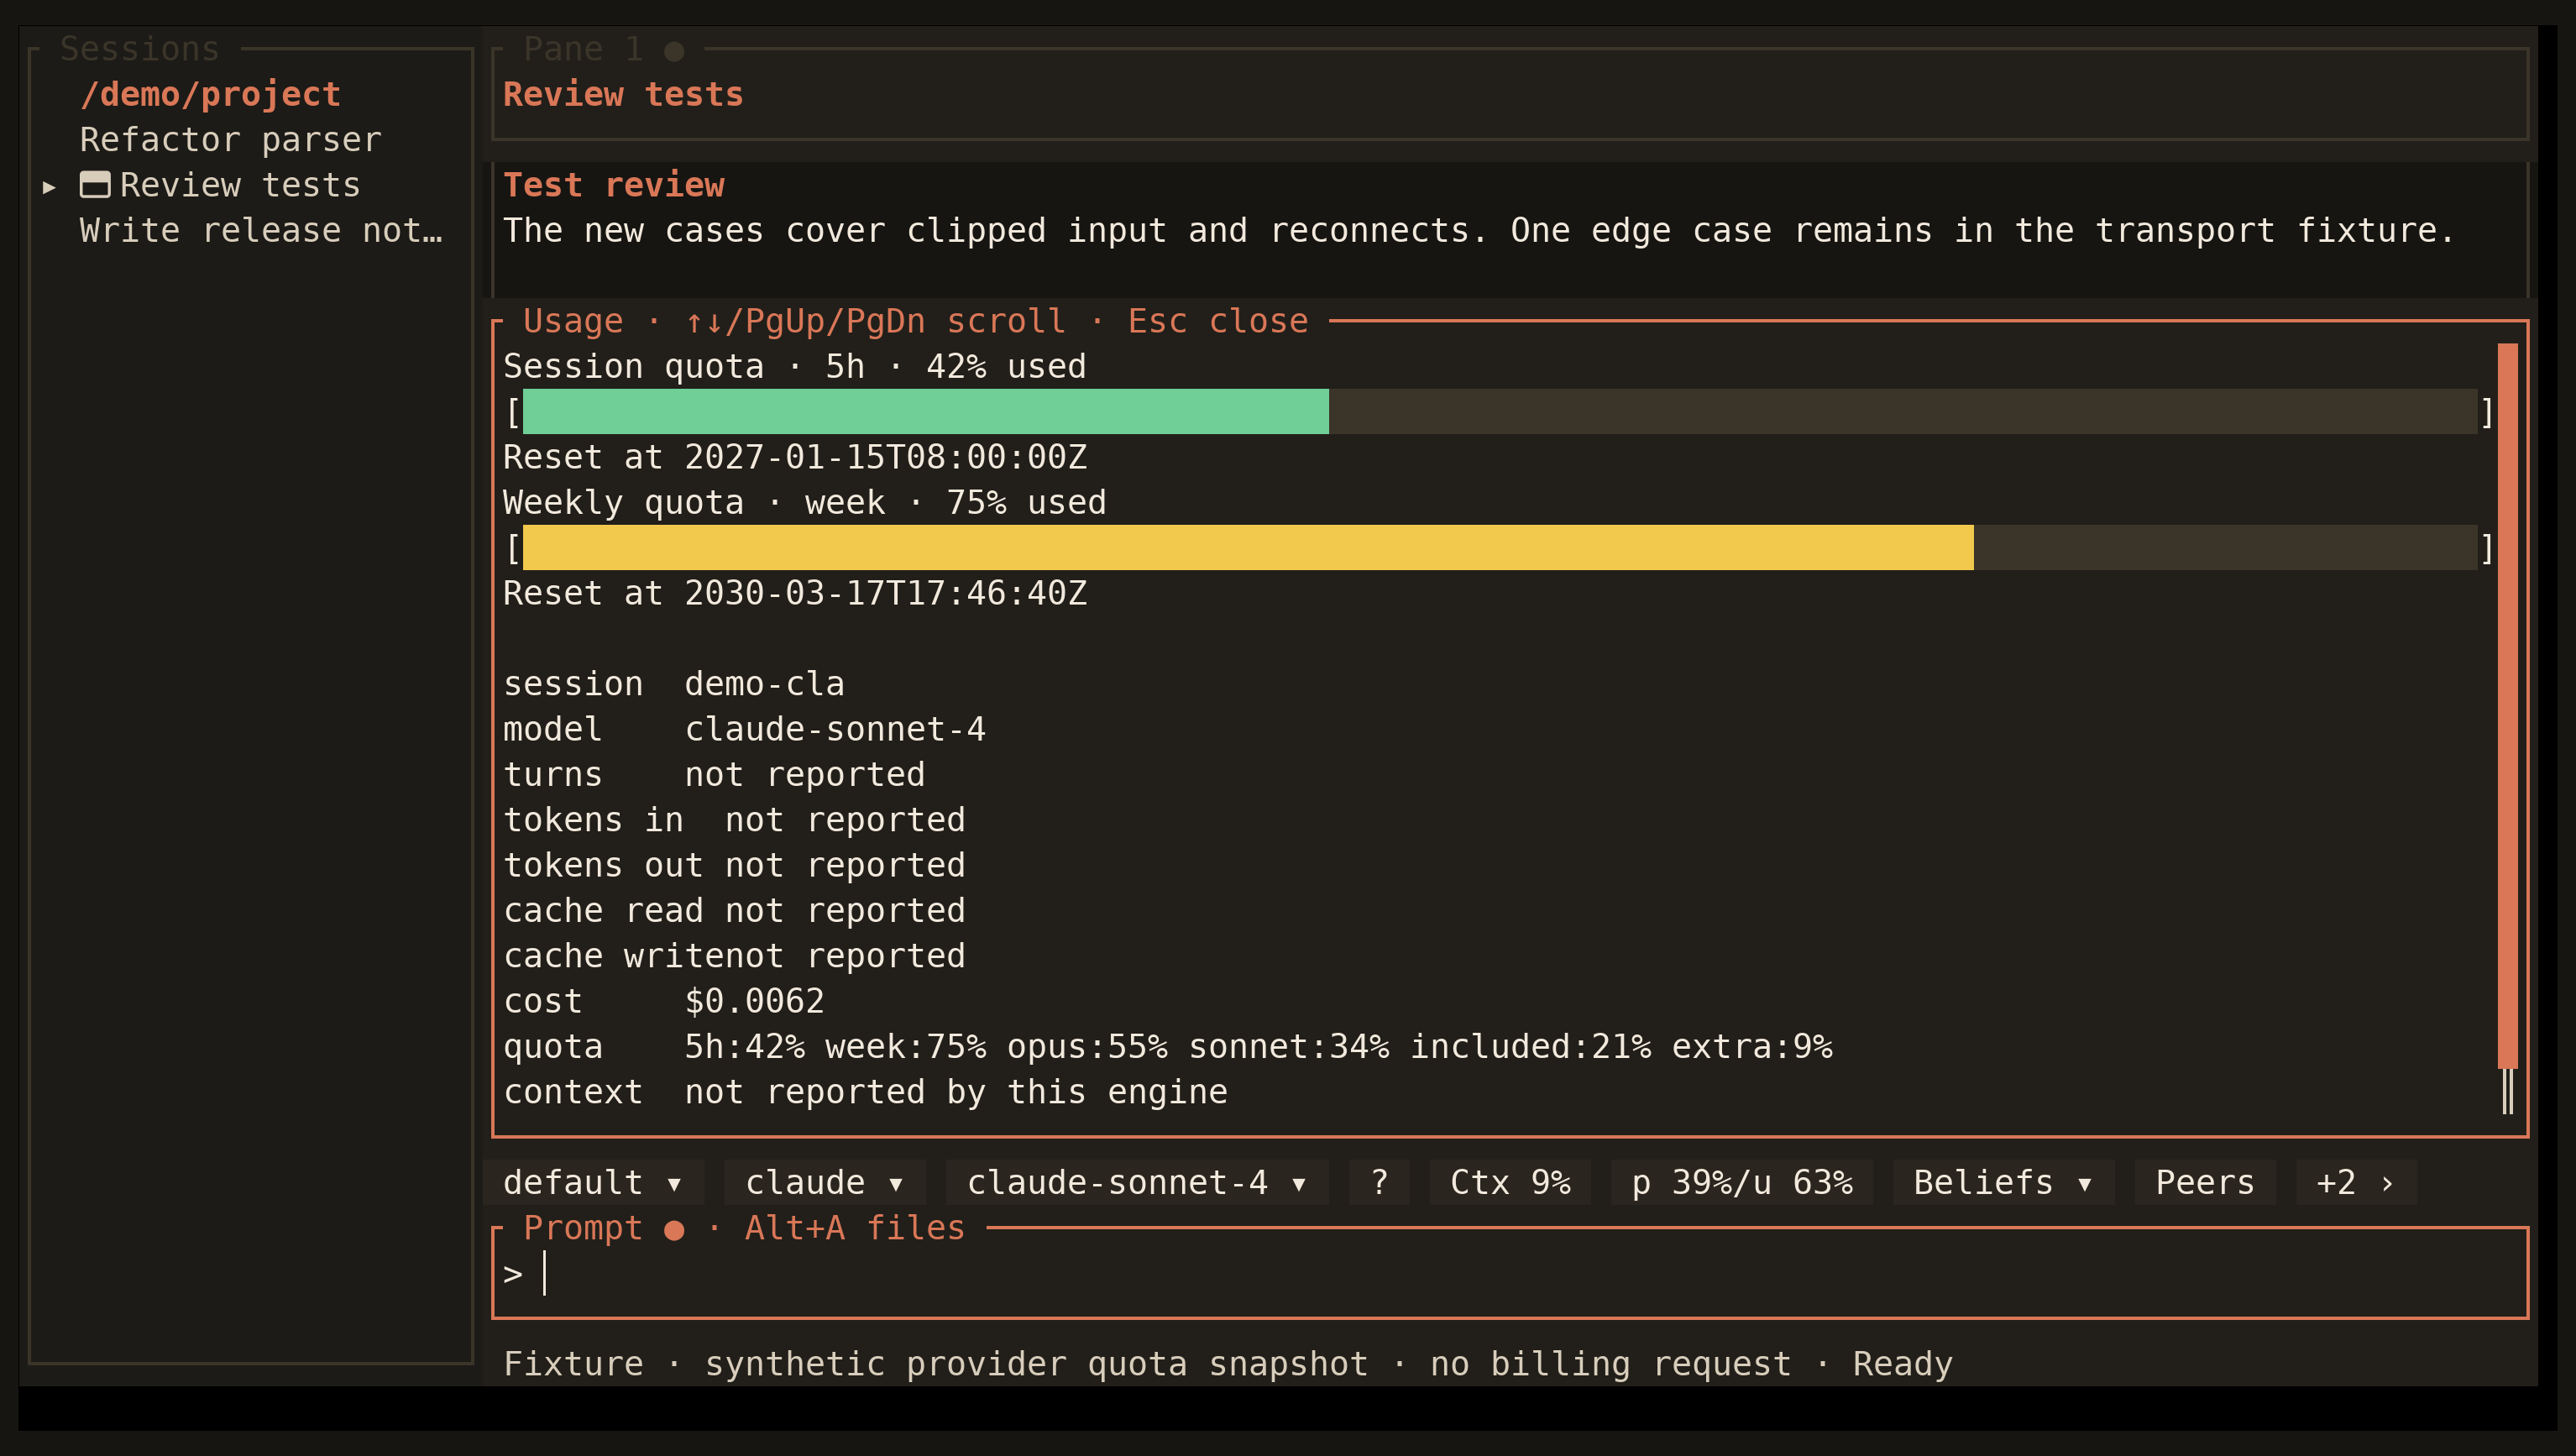 Sessions
/demo/project
Refactor parser
▸ Review tests
Write release not…
Pane 1 ●
Review tests
Test review
The new cases cover clipped input and reconnects. One edge case remains in the transport fixture.
Usage · ↑↓/PgUp/PgDn scroll · Esc close
Session quota · 5h · 42% used
[ ]
Reset at 2027-01-15T08:00:00Z
Weekly quota · week · 75% used
[ ]
Reset at 2030-03-17T17:46:40Z
session  demo-cla
model    claude-sonnet-4
turns    not reported
tokens in  not reported
tokens out not reported
cache read not reported
cache writenot reported
cost     $0.0062
quota    5h:42% week:75% opus:55% sonnet:34% included:21% extra:9%
context  not reported by this engine
default ▾  claude ▾  claude-sonnet-4 ▾  ?  Ctx 9%  p 39%/u 63%  Beliefs ▾  Peers  +2 ›
Prompt ● · Alt+A files
>
Fixture · synthetic provider quota snapshot · no billing request · Ready